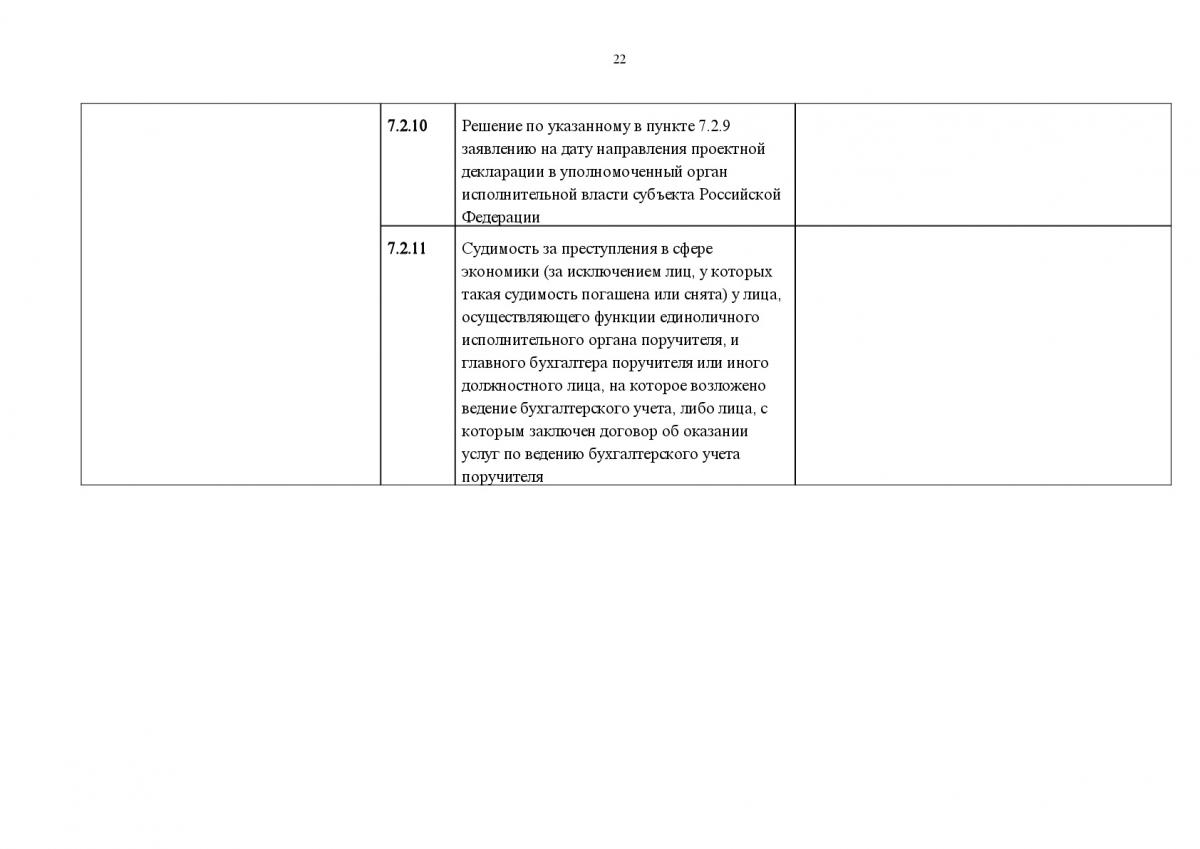 22
7.2.10
Решение по указанному в пункте 7.2.9
заявлению на дату направления проектной
декларации в уполномоченный орган
исполнительной власти субъекта Российской
Федерации
7.2.11
Судимость за преступления в сфере
экономики (за исключением лиц, у которых
такая судимость погашена или снята) у лица,
осуществляющего функции единоличного
исполнительного органа поручителя, и
главного бухгалтера поручителя или иного
должностного лица, на которое возложено
ведение бухгалтерского учета, либо лица, с
которым заключен договор об оказании
услуг по ведению бухгалтерского учета
поручителя